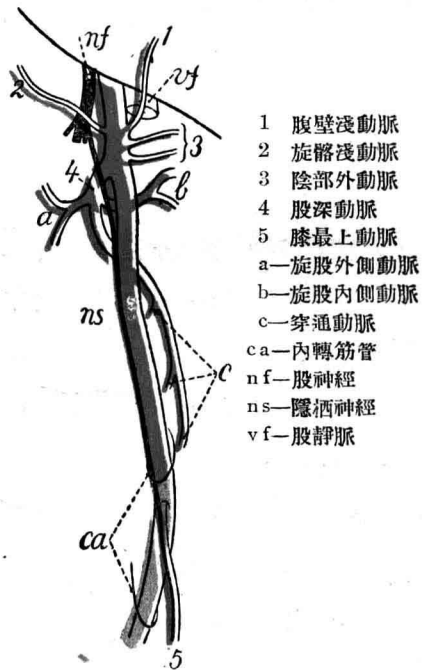 nf
1
vf
2
3
4
b
a
ns
c
ca
5
1 腹壁淺動脈
2 旋髂淺動脈
3 陰部外動脈
4 股深動脈
5 膝最上動脈
a—旋股外側動脈
b—旋股內側動脈
c—穿通動脈
ca—內轉筋管
nf—股神經
ns—隱栖神經
vf—股靜脈